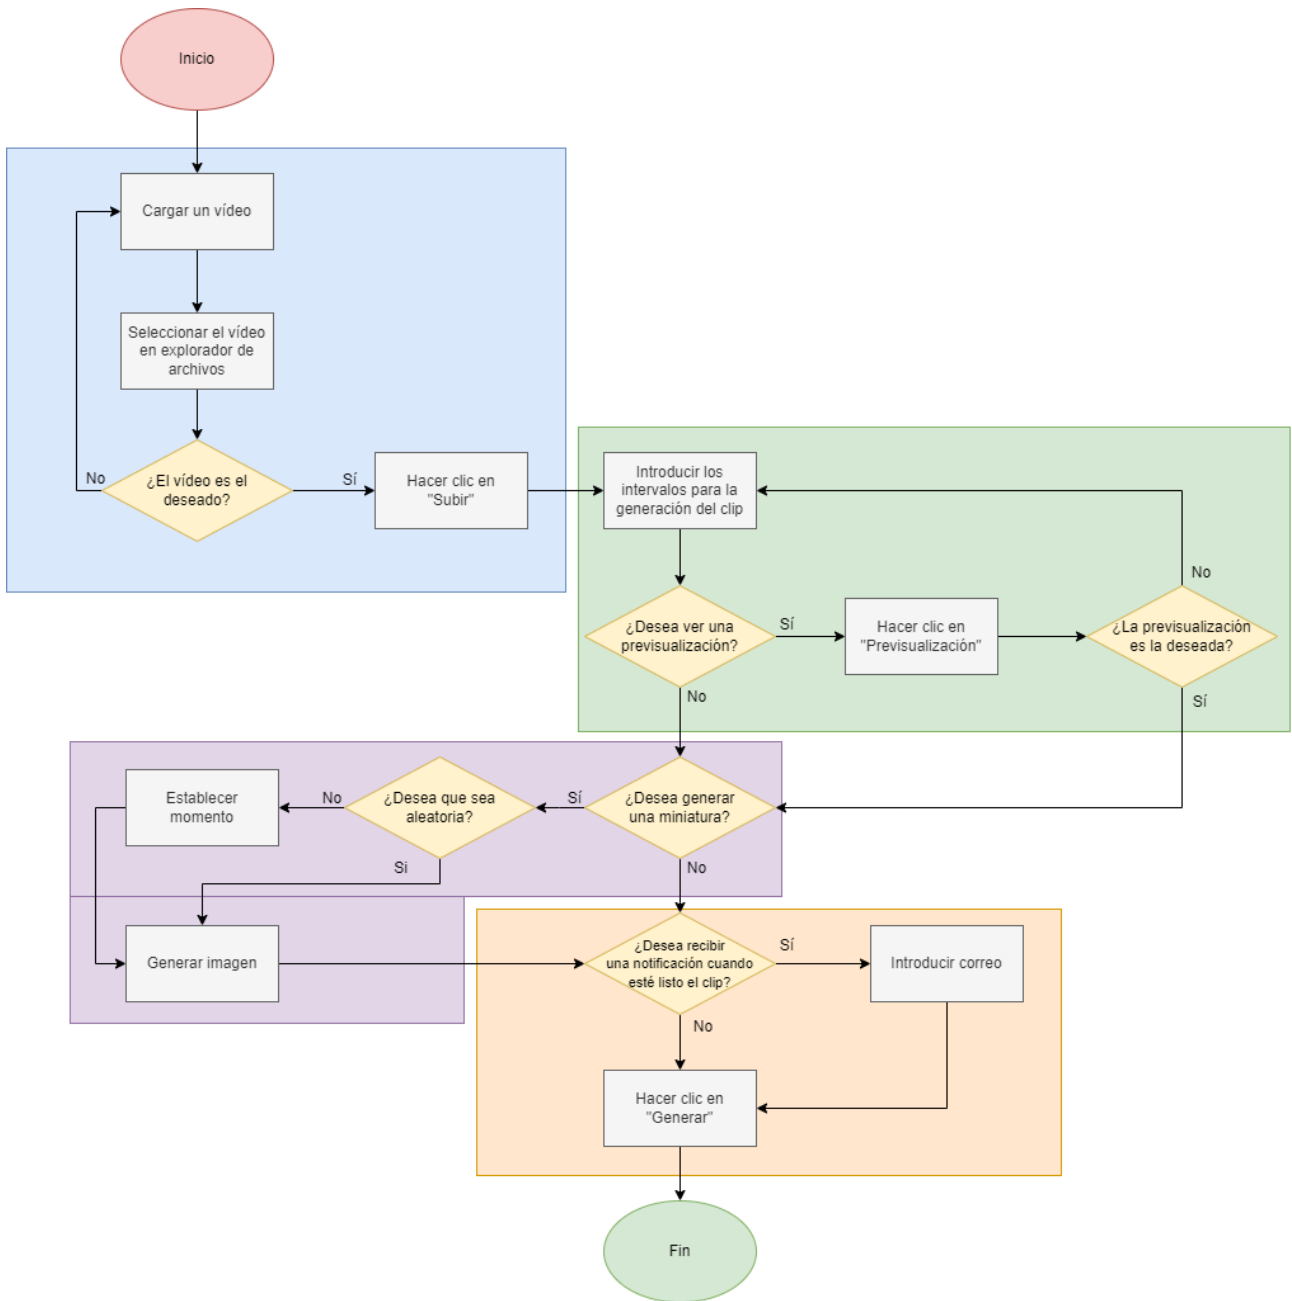 Inicio
Cargar un vídeo
Seleccionar el vídeo
en explorador de
archivos
¿El vídeo es el
deseado?
No
Sí
Hacer clic en
"Subir"
Introducir los
intervalos para la
generación del clip
¿Desea ver una
previsualización?
Sí
Hacer clic en
"Previsualización"
¿La previsualización
es la deseada?
No
Sí
No
¿Desea generar
una miniatura?
Sí
¿Desea que sea
aleatoria?
No
Establecer
momento
Si
No
Generar imagen
¿Desea recibir
una notificación cuando
esté listo el clip?
Sí
Introducir correo
No
Hacer clic en
"Generar"
Fin